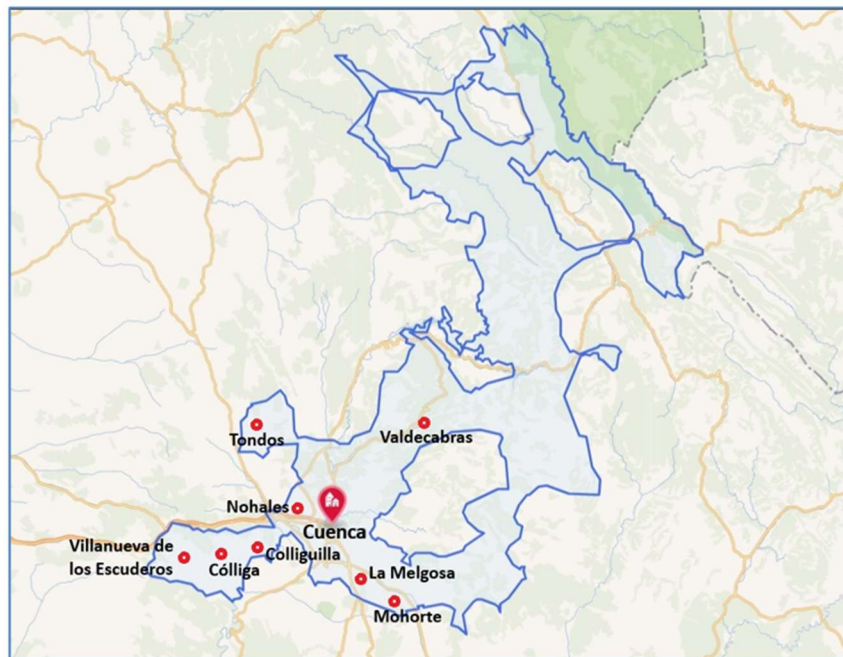 Tondos
Valdecabras
Nohales
Cuenca
Villanueva de
los Escuderos
Cólliga
Colliguilla
La Melgosa
Mohorte